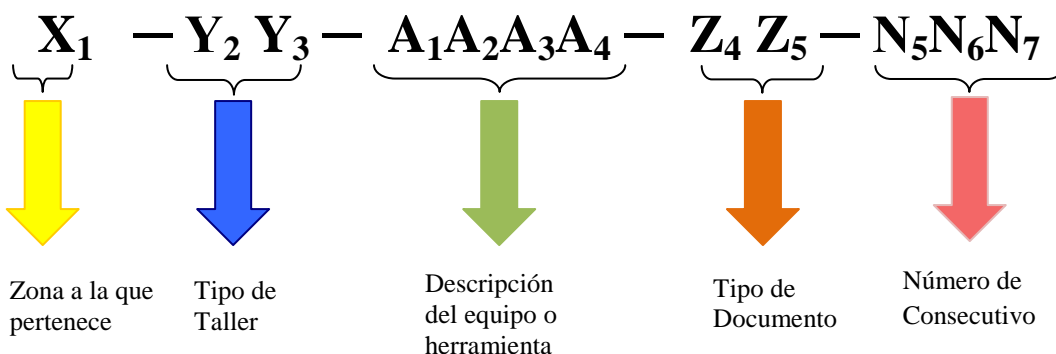 X₁ — Y₂ Y₃ — A₁A₂A₃A₄ — Z₄ Z₅ — N₅N₆N₇
Zona a la que
pertenece
Tipo de
Taller
Descripción
del equipo o
herramienta
Tipo de
Documento
Número de
Consecutivo